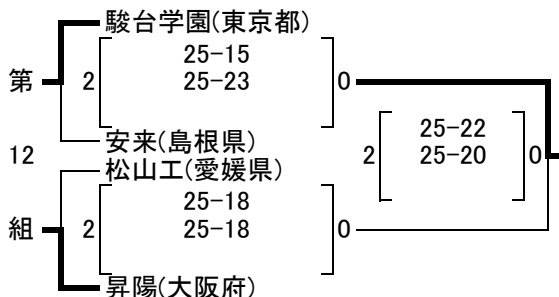 駿台学園(東京都)
25-15
第 2 25-23 0
25-22
安来(島根県)
12 2 25-20 0
松山工(愛媛県)
25-18
組 2 25-18 0
昇陽(大阪府)